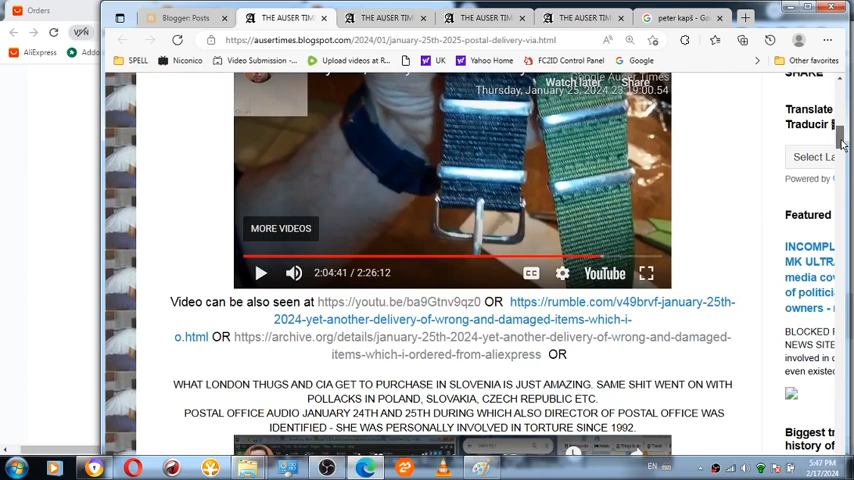 Orders
Blogger: Posts
THE AUSER TIM
THE AUSER TIM
THE AUSER TIM
THE AUSER TIM
peter kapš - Go
https://ausertimes.blogspot.com/2024/01/january-25th-2025-postal-delivery-via.html
AliExpress
Addo
SPELL
Niconico
Video Consulting S...
Upload videos at R...
UK
Yahoo Home
FC2ID Control Panel
Google
Other favorites
Google Auser Times
Watch later
Share
Thursday, January 25, 2024 23 19:00.54
MORE VIDEOS
2:04:41 / 2:26:12
CC
YouTube
Video can be also seen at https://youtu.be/ba9Gtnv9qz0 OR https://rumble.com/v49brvf-january-25th-
2024-yet-another-delivery-of-wrong-and-damaged-items-which-i-
o.html OR https://archive.org/details/january-25th-2024-yet-another-delivery-of-wrong-and-damaged-
items-which-i-ordered-from-aliexpress OR
WHAT LONDON THUGS AND CIA GET TO PURCHASE IN SLOVENIA IS JUST AMAZING. SAME SHIT WENT ON WITH
POLLACKS IN POLAND, SLOVAKIA, CZECH REPUBLIC ETC.
POSTAL OFFICE AUDIO JANUARY 24TH AND 25TH DURING WHICH ALSO DIRECTOR OF POSTAL OFFICE WAS
IDENTIFIED - SHE WAS PERSONALLY INVOLVED IN TORTURE SINCE 1992.
SHARE
Translate
Traducir
Select La
Powered by
Featured
INCOMPL
MK ULTR
media cov
of politici
owners -
BLOCKED F
NEWS SITE
involved in c
even existed
Biggest tr
history of
EN
5:47 PM
2/17/2024